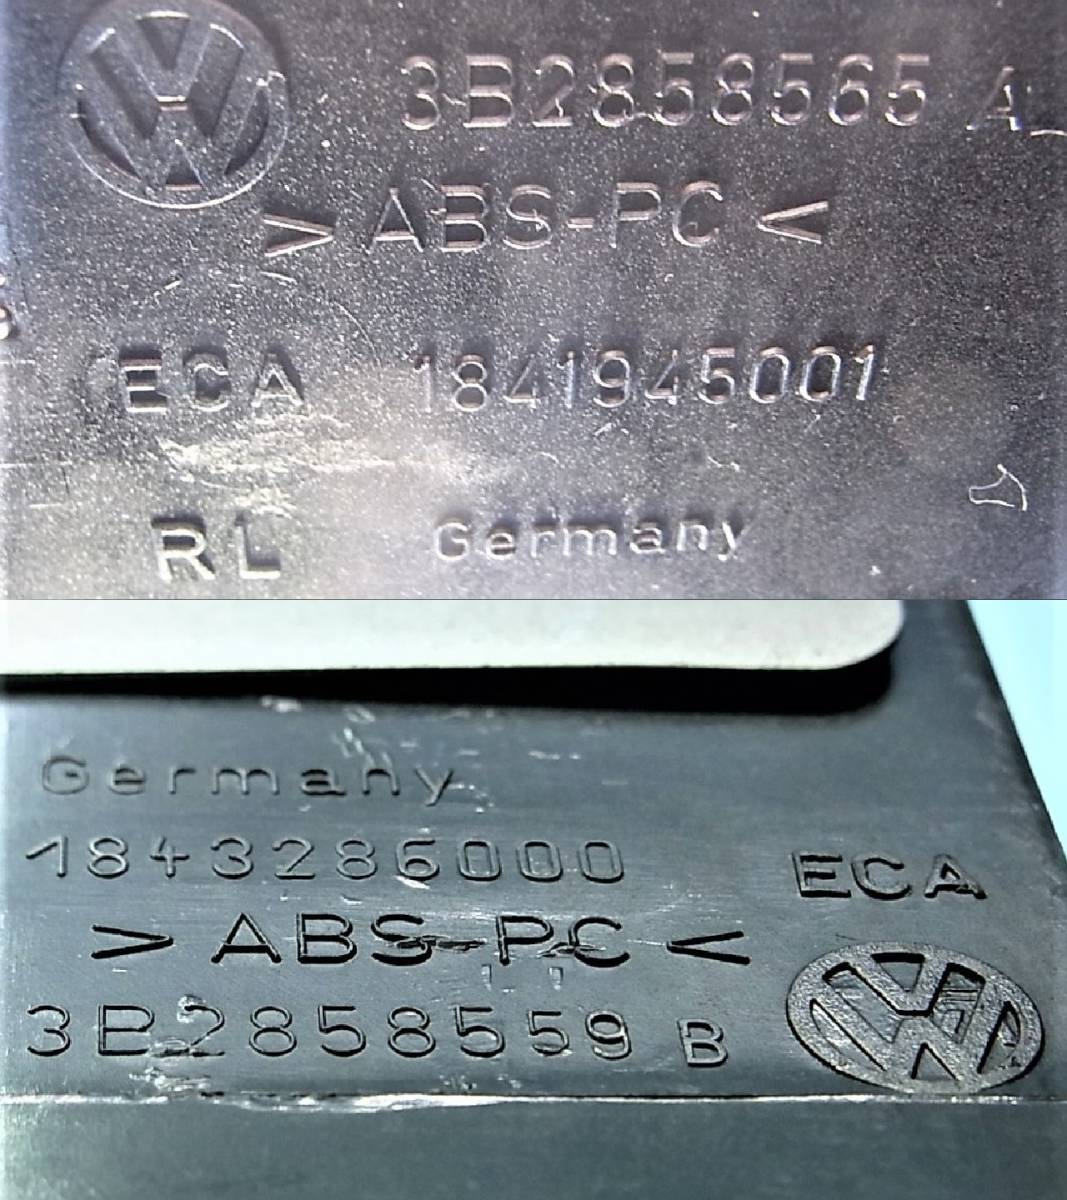 VW 3B2858565 A
>ABS-PC<
ECA 1841945001
RL Germany
Germany
1843286000 ECA
>ABS-PC<
3B2858559 B VW